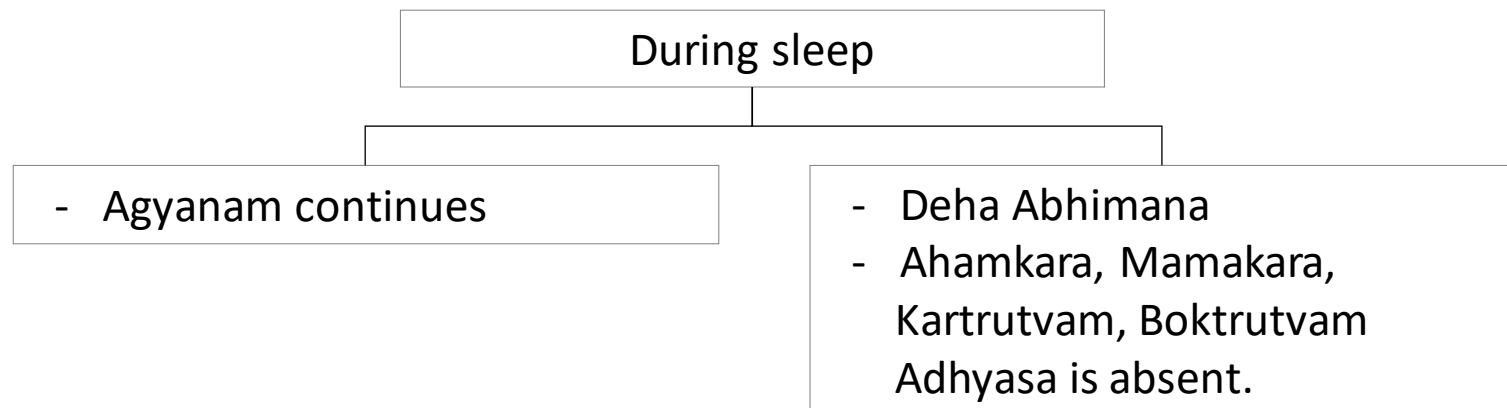 During sleep
- Agyanam continues
- Deha Abhimana
- Ahamkara, Mamakara,
Kartrutvam, Boktrutvam
Adhyasa is absent.